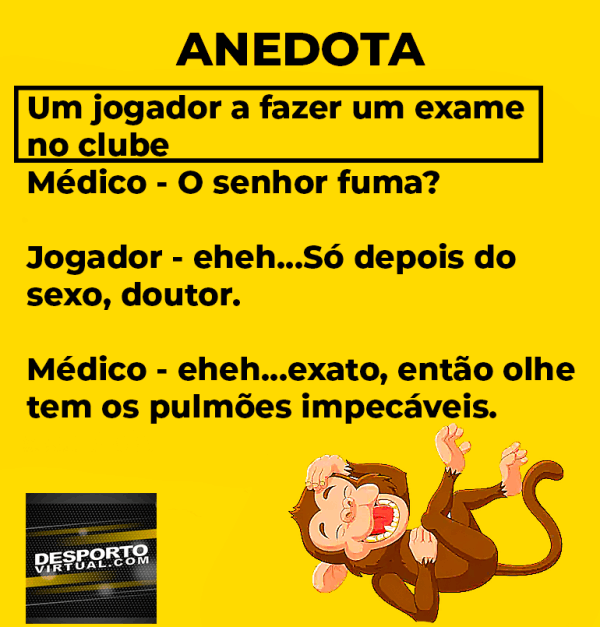 ANEDOTA
Um jogador a fazer um exame
no clube
Médico - O senhor fuma?
Jogador - eheh...Só depois do
sexo, doutor.
Médico - eheh...exato, então olhe
tem os pulmões impecáveis.
DESPORTO
VIRTUAL.COM